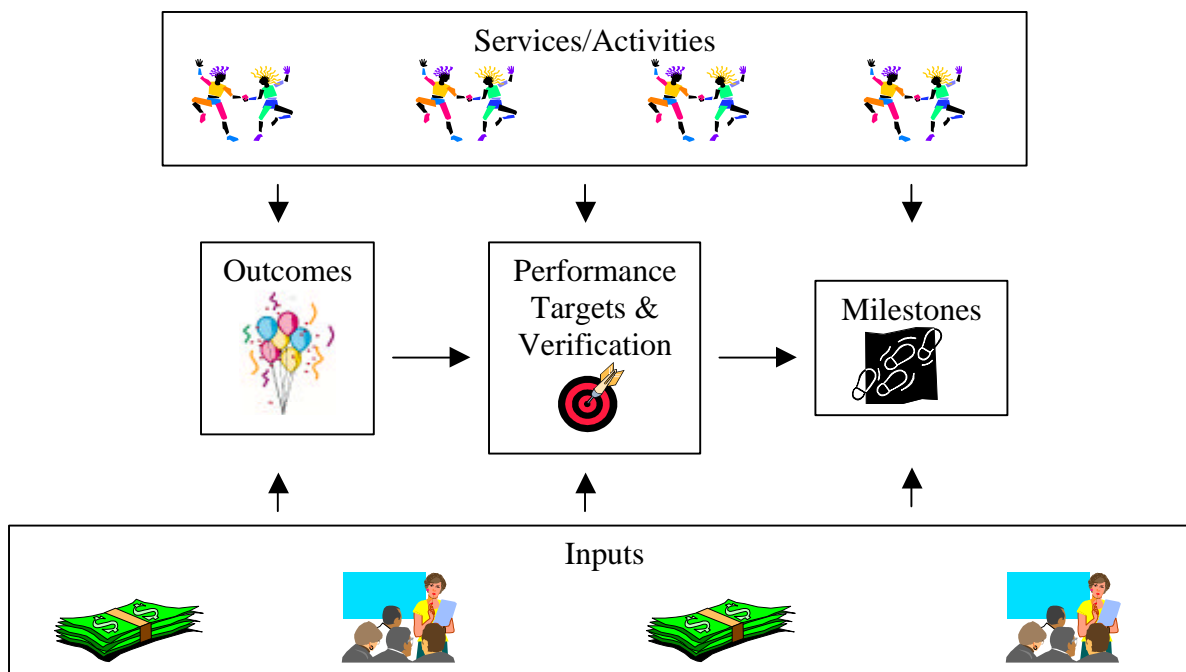 Services/Activities
Outcomes
Performance
Targets &
Verification
Milestones
Inputs